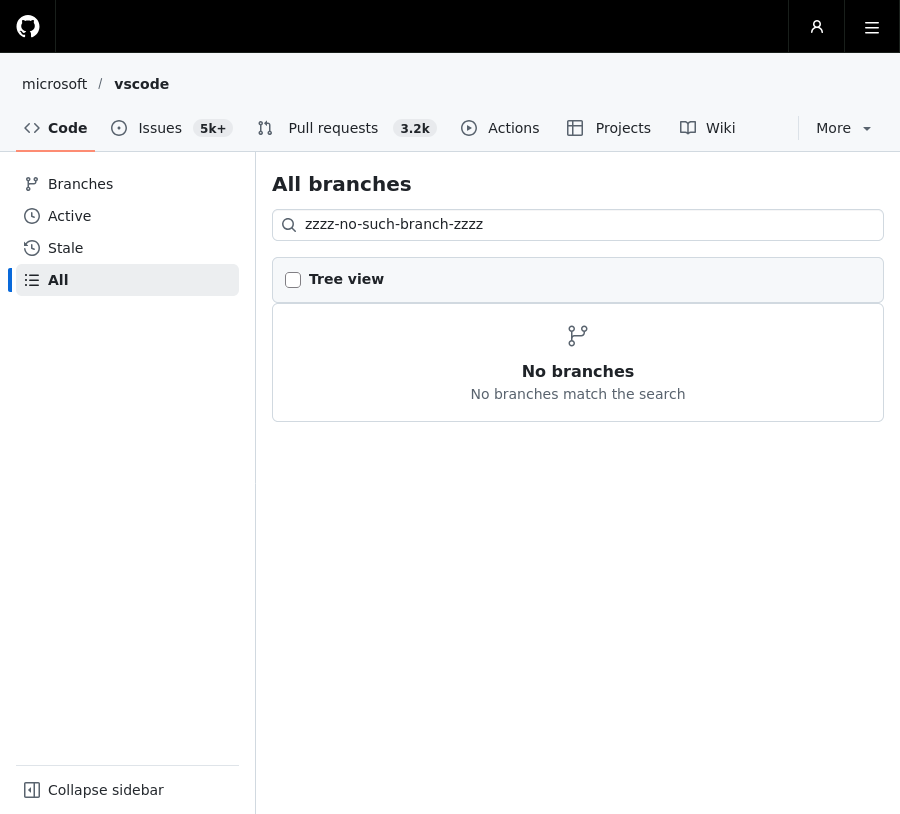 microsoft / vscode
Code Issues 5k+ Pull requests 3.2k Actions Projects Wiki More
Branches
Active
Stale
All
Collapse sidebar
All branches
zzzz-no-such-branch-zzzz
Tree view
No branches
No branches match the search